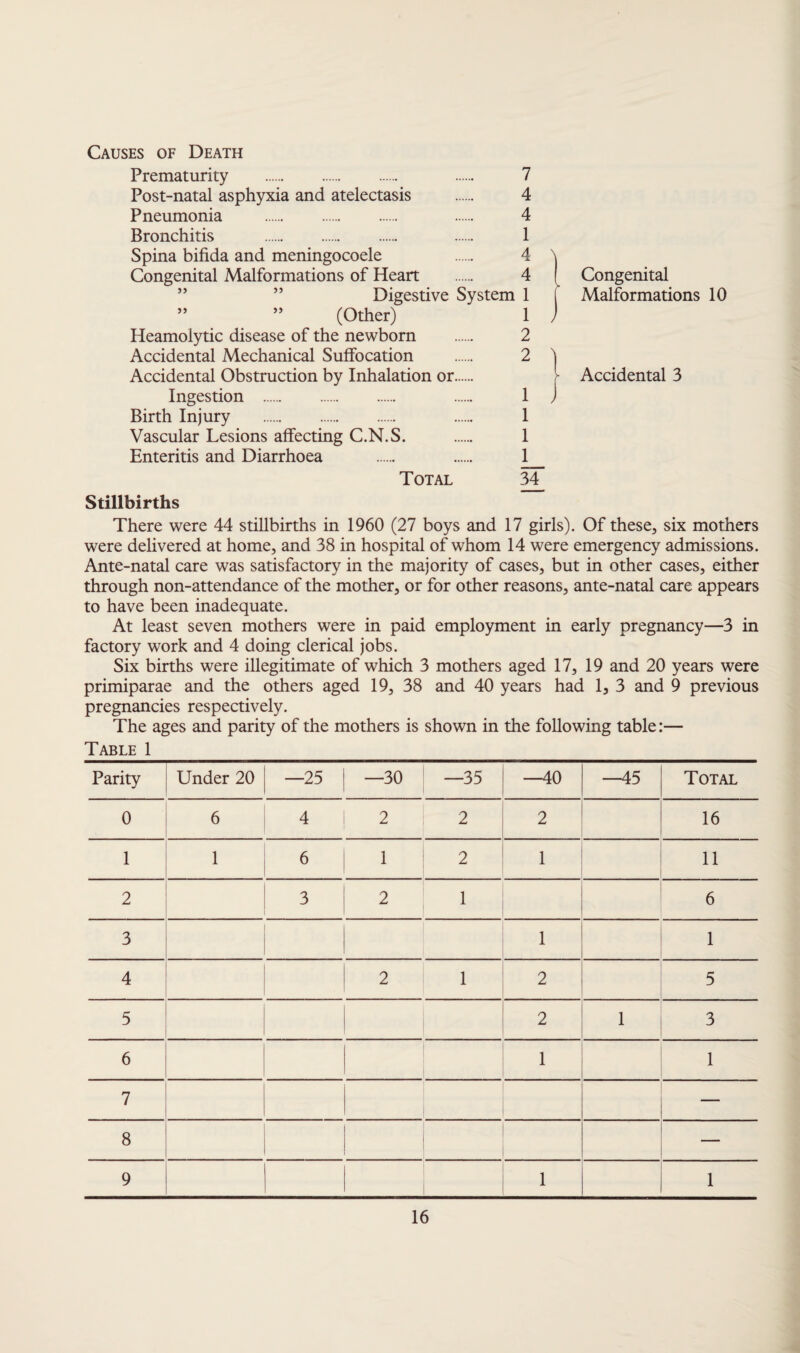 Causes of Death
Prematurity ...... ...... ...... ...... 7
Post-natal asphyxia and atelectasis ...... 4
Pneumonia ...... ...... ...... ...... 4
Bronchitis ...... ...... ...... ...... 1
Spina bifida and meningocoele ...... 4
Congenital Malformations of Heart ...... 4 Congenital
” ” Digestive System 1 Malformations 10
” ” (Other) 1
Heamolytic disease of the newborn ...... 2
Accidental Mechanical Suffocation ...... 2
Accidental Obstruction by Inhalation or...... Accidental 3
Ingestion ...... ...... ...... ...... 1
Birth Injury ...... ...... ...... ...... 1
Vascular Lesions affecting C.N.S. ...... 1
Enteritis and Diarrhoea ...... ...... 1
Total 34
Stillbirths
There were 44 stillbirths in 1960 (27 boys and 17 girls). Of these, six mothers
were delivered at home, and 38 in hospital of whom 14 were emergency admissions.
Ante-natal care was satisfactory in the majority of cases, but in other cases, either
through non-attendance of the mother, or for other reasons, ante-natal care appears
to have been inadequate.
At least seven mothers were in paid employment in early pregnancy—3 in
factory work and 4 doing clerical jobs.
Six births were illegitimate of which 3 mothers aged 17, 19 and 20 years were
primiparae and the others aged 19, 38 and 40 years had 1, 3 and 9 previous
pregnancies respectively.
The ages and parity of the mothers is shown in the following table:—
Table 1
Parity Under 20 —25 —30 —35 —40 —45 Total
0 6 4 2 2 2 16
1 1 6 1 2 1 11
2 3 2 1 6
3 1 1
4 2 1 2 5
5 2 1 3
6 1 1
7 —
8 —
9 1 1
16